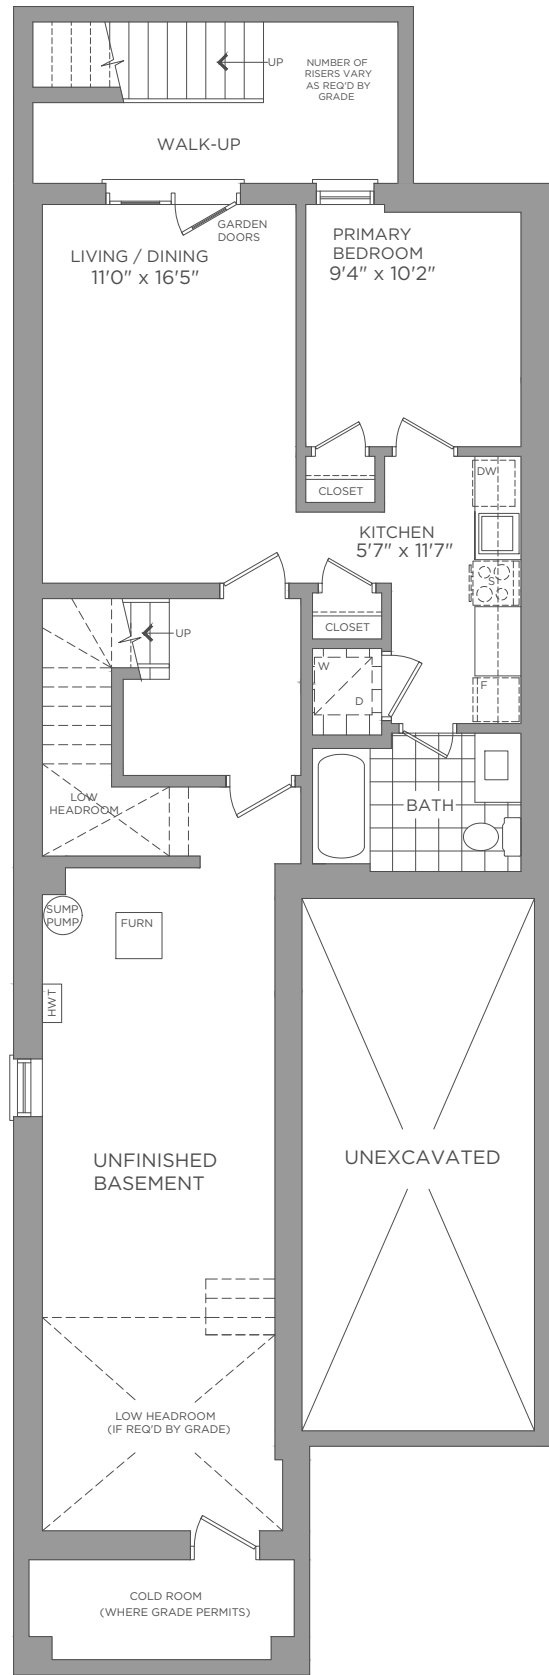 UP
NUMBER OF
RISERS VARY
AS REQ'D BY
GRADE
WALK-UP
GARDEN
DOORS
LIVING / DINING
11'0" x 16'5"
PRIMARY
BEDROOM
9'4" x 10'2"
CLOSET
DW
KITCHEN
5'7" x 11'7"
S
CLOSET
UP
W
D
F
LOW
HEADROOM
BATH
SUMP
PUMP
FURN
HWT
UNFINISHED
BASEMENT
UNEXCAVATED
LOW HEADROOM
(IF REQ'D BY GRADE)
COLD ROOM
(WHERE GRADE PERMITS)